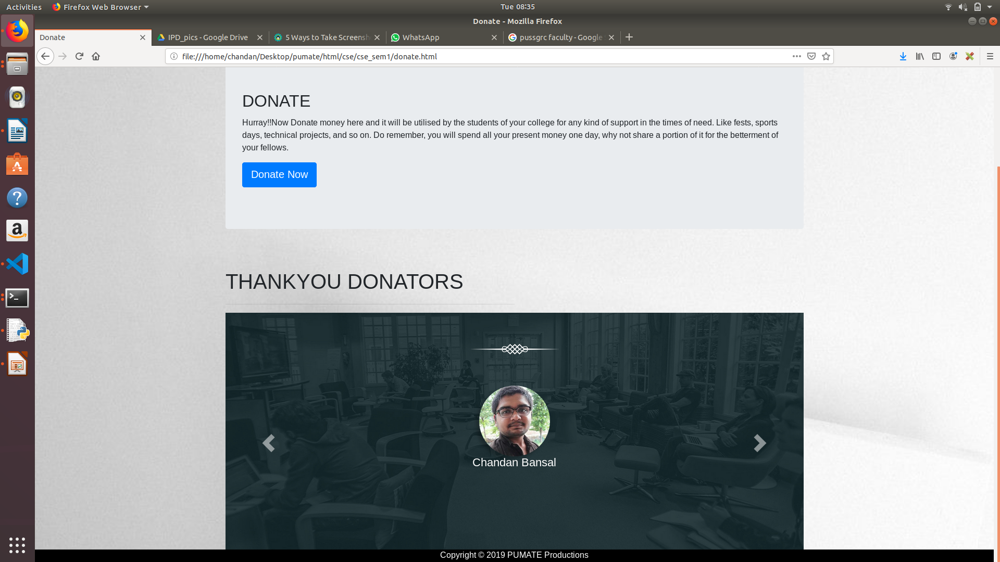 Activities
Firefox Web Browser
Tue 08:35
Donate - Mozilla Firefox
Donate
IPD_pics - Google Drive
5 Ways to Take Screensh
WhatsApp
pussgrc faculty - Google
file:///home/chandan/Desktop/pumate/html/cse/cse_sem1/donate.html
DONATE
Hurray!!Now Donate money here and it will be utilised by the students of your college for any kind of support in the times of need. Like fests, sports
days, technical projects, and so on. Do remember, you will spend all your present money one day, why not share a portion of it for the betterment of
your fellows.
Donate Now
THANKYOU DONATORS
Chandan Bansal
Copyright © 2019 PUMATE Productions